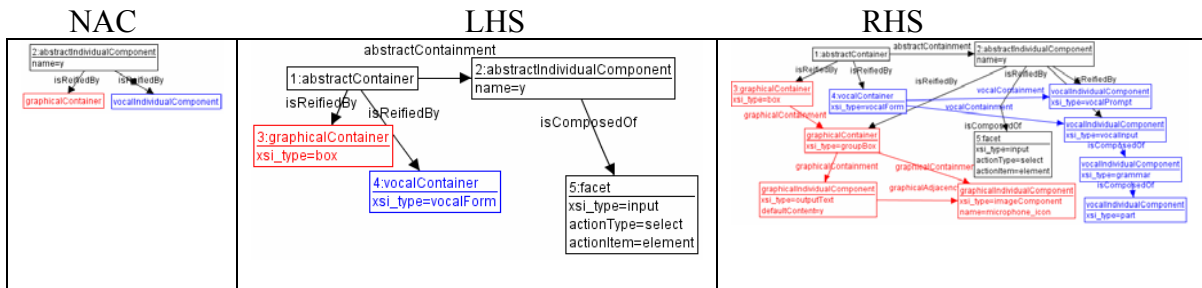 NAC
LHS
RHS
2:abstractIndividualComponent
name=y
isReifiedBy
isReifiedBy
graphicalContainer
vocalIndividualComponent
abstractContainment
1:abstractContainer
2:abstractIndividualComponent
name=y
isReifiedBy
isReifiedBy
isComposedOf
3:graphicalContainer
xsi_type=box
4:vocalContainer
xsi_type=vocalForm
5:facet
xsi_type=input
actionType=select
actionItem=element
1:abstractContainer
abstractContainment
2:abstractIndividualComponent
name=y
isReifiedBy
isReifiedBy
isReifiedBy
isReifiedBy
isReifiedBy
3:graphicalContainer
xsi_type=box
4:vocalContainer
xsi_type=vocalForm
vocalContainment
vocalContainment
vocalIndividualComponent
xsi_type=vocalPrompt
graphicalContainment
graphicalContainer
xsi_type=groupBox
vocalIndividualComponent
xsi_type=vocalInput
isComposedOf
5:facet
xsi_type=input
actionType=select
actionItem=element
isComposedOf
vocalIndividualComponent
xsi_type=grammar
isComposedOf
vocalIndividualComponent
xsi_type=part
graphicalContainment
graphicalContainmer
graphicalIndividualComponent
xsi_type=outputText
defaultContent=y
graphicalAdjacenc
graphicalIndividualComponent
xsi_type=imageComponent
name=microphone_icon